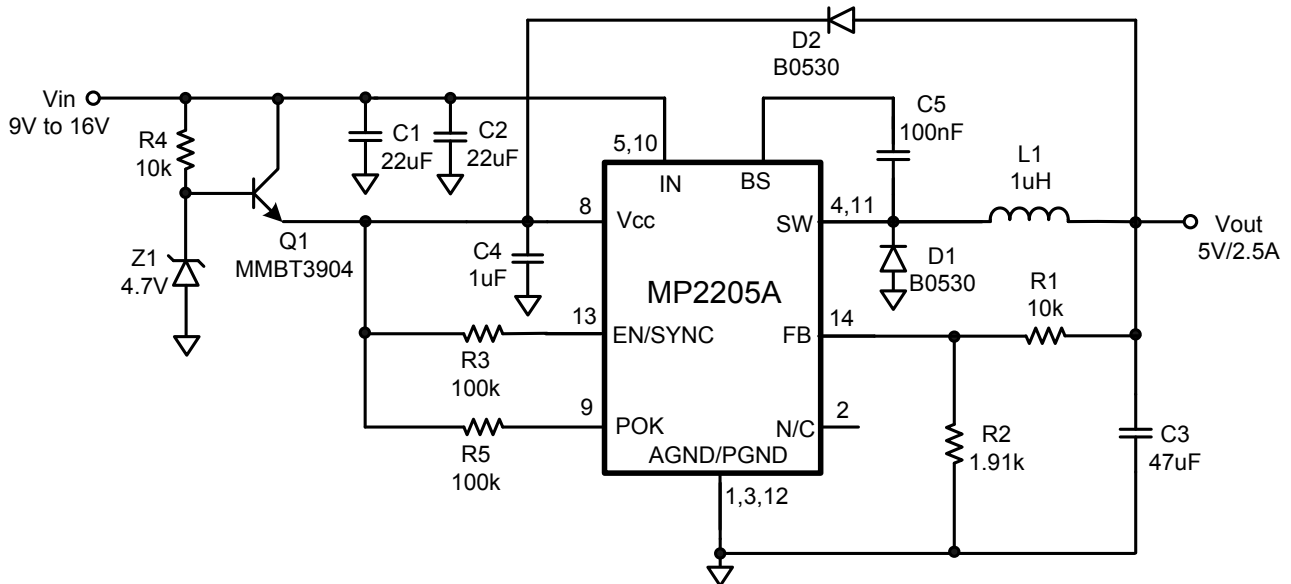 D2
B0530
Vin
9V to 16V
R4
10k
C1
22uF
C2
22uF
5,10
C5
100nF
L1
1uH
IN
BS
8
Vcc
SW
4,11
Vout
5V/2.5A
Z1
4.7V
Q1
MMBT3904
C4
1uF
D1
B0530
MP2205A
R1
10k
13
EN/SYNC
FB
14
R3
100k
9
POK
N/C
2
R5
100k
AGND/PGND
R2
1.91k
C3
47uF
1,3,12